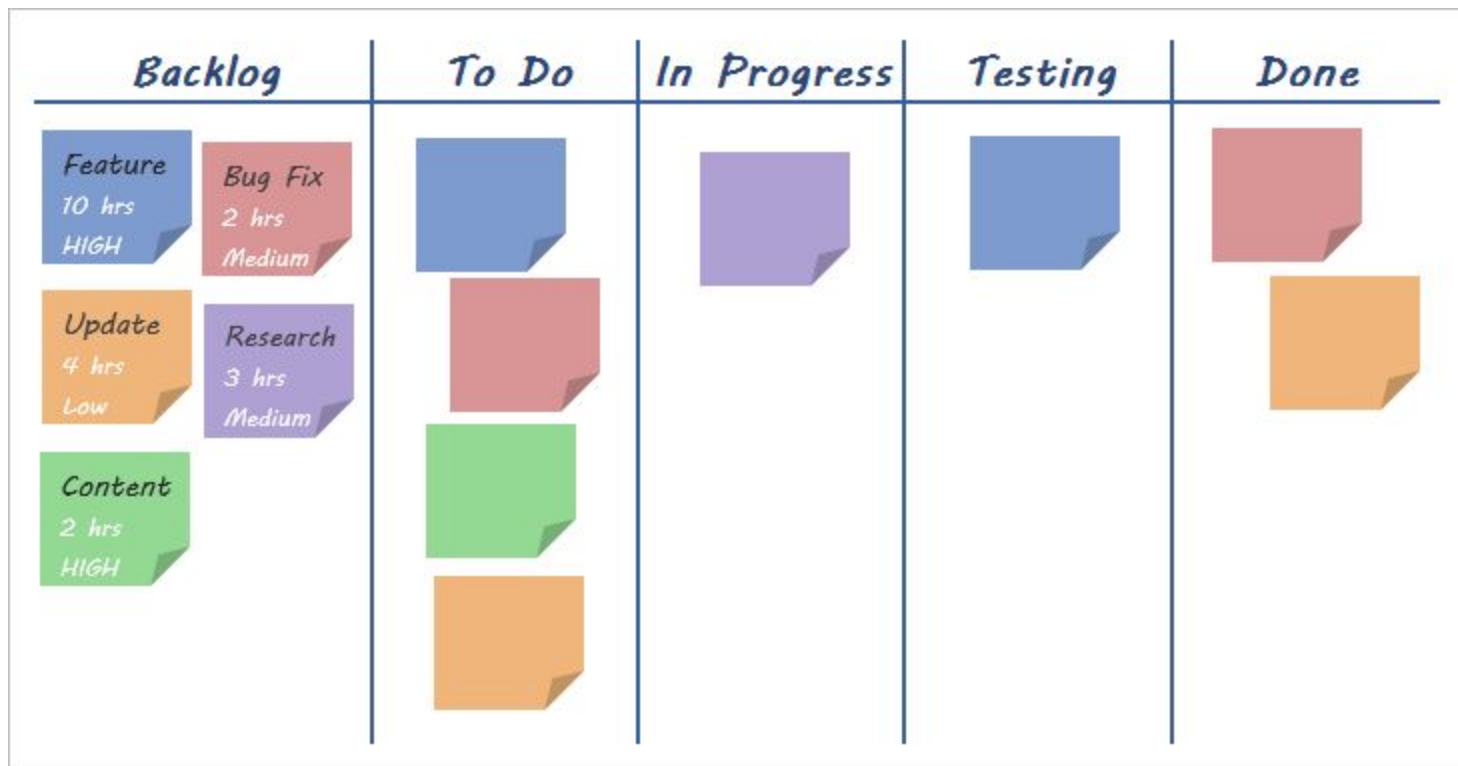 Backlog
To Do
In Progress
Testing
Done
Feature
10 hrs
HIGH
Bug Fix
2 hrs
Medium
Update
4 hrs
Low
Research
3 hrs
Medium
Content
2 hrs
HIGH